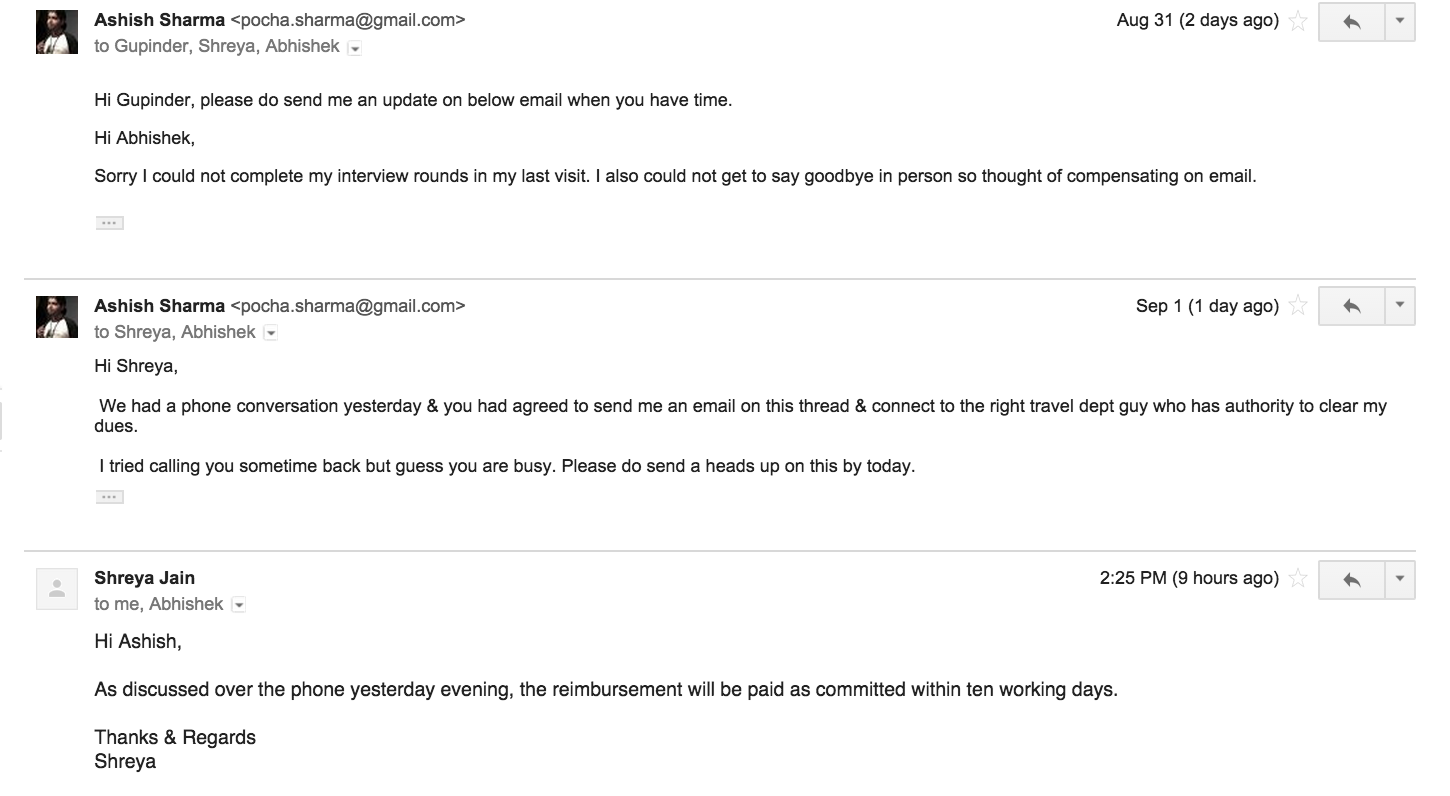 Ashish Sharma <pocha.sharma@gmail.com> Aug 31 (2 days ago)
to Gupinder, Shreya, Abhishek
Hi Gupinder, please do send me an update on below email when you have time.
Hi Abhishek,
Sorry I could not complete my interview rounds in my last visit. I also could not get to say goodbye in person so thought of compensating on email.
Ashish Sharma <pocha.sharma@gmail.com> Sep 1 (1 day ago)
to Shreya, Abhishek
Hi Shreya,
We had a phone conversation yesterday & you had agreed to send me an email on this thread & connect to the right travel dept guy who has authority to clear my
dues.
I tried calling you sometime back but guess you are busy. Please do send a heads up on this by today.
Shreya Jain 2:25 PM (9 hours ago)
to me, Abhishek
Hi Ashish,
As discussed over the phone yesterday evening, the reimbursement will be paid as committed within ten working days.
Thanks & Regards
Shreya